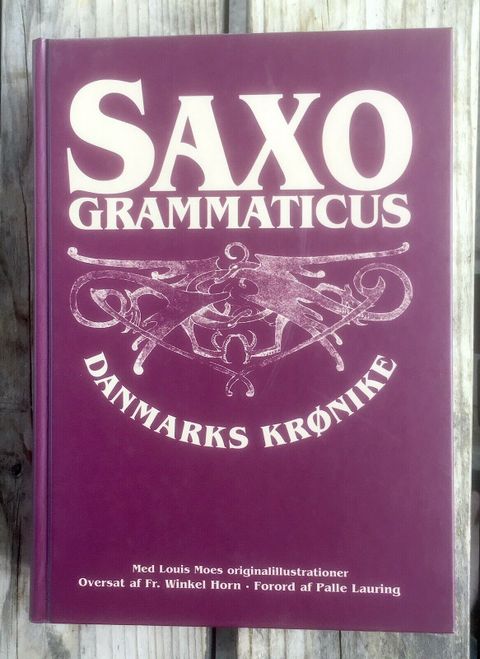 SAXO
GRAMMATICUS
DANMARKS KRØNIKE
Med Louis Moes originalillustrationer
Oversat af Fr. Winkel Horn · Forord af Palle Lauring